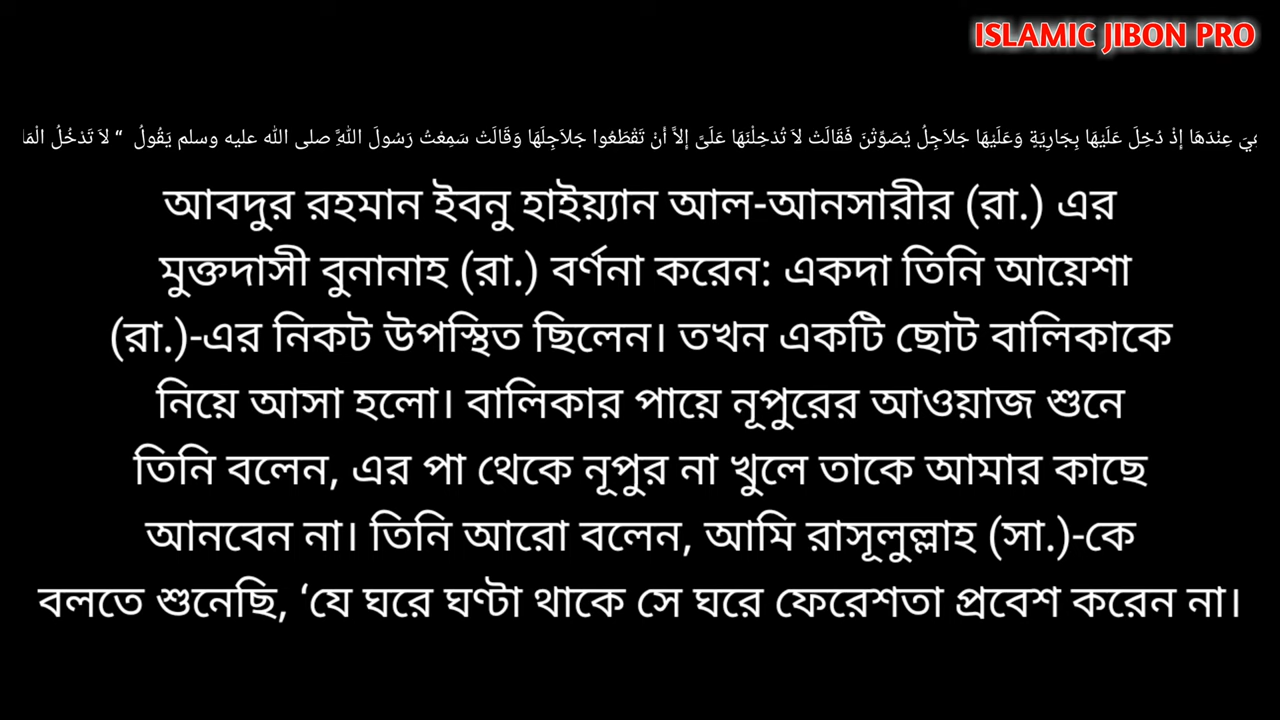 ISLAMIC JIBON PRO
عِنْدَهَا إِذْ دُخِلَ عَلَيْهَا بِجَارِيَةٍ وَعَلَيْهَا جَلاَجِلُ يُصَوِّتْنَ فَقَالَتْ لاَ تُدْخِلْنَهَا عَلَىَّ إِلاَّ أَنْ تَقْطَعُوا جَلاَجِلَهَا وَقَالَتْ سَمِعْتُ رَسُولَ اللَّهِ صلى الله عليه وسلم يَقُولُ ‏ "‏ لاَ تَدْخُلُ
আবদুর রহমান ইবনু হাইয়্যান আল-আনসারীর (রা.) এর
মুক্তদাসী বুনানাহ (রা.) বর্ণনা করেন: একদা তিনি আয়েশা
(রা.)-এর নিকট উপস্থিত ছিলেন। তখন একটি ছোট বালিকাকে
নিয়ে আসা হলো। বালিকার পায়ে নূপুরের আওয়াজ শুনে
তিনি বলেন, এর পা থেকে নূপুর না খুলে তাকে আমার কাছে
আনবেন না। তিনি আরো বলেন, আমি রাসূলুল্লাহ (সা.)-কে
বলতে শুনেছি, ‘যে ঘরে ঘণ্টা থাকে সে ঘরে ফেরেশতা প্রবেশ করেন না।